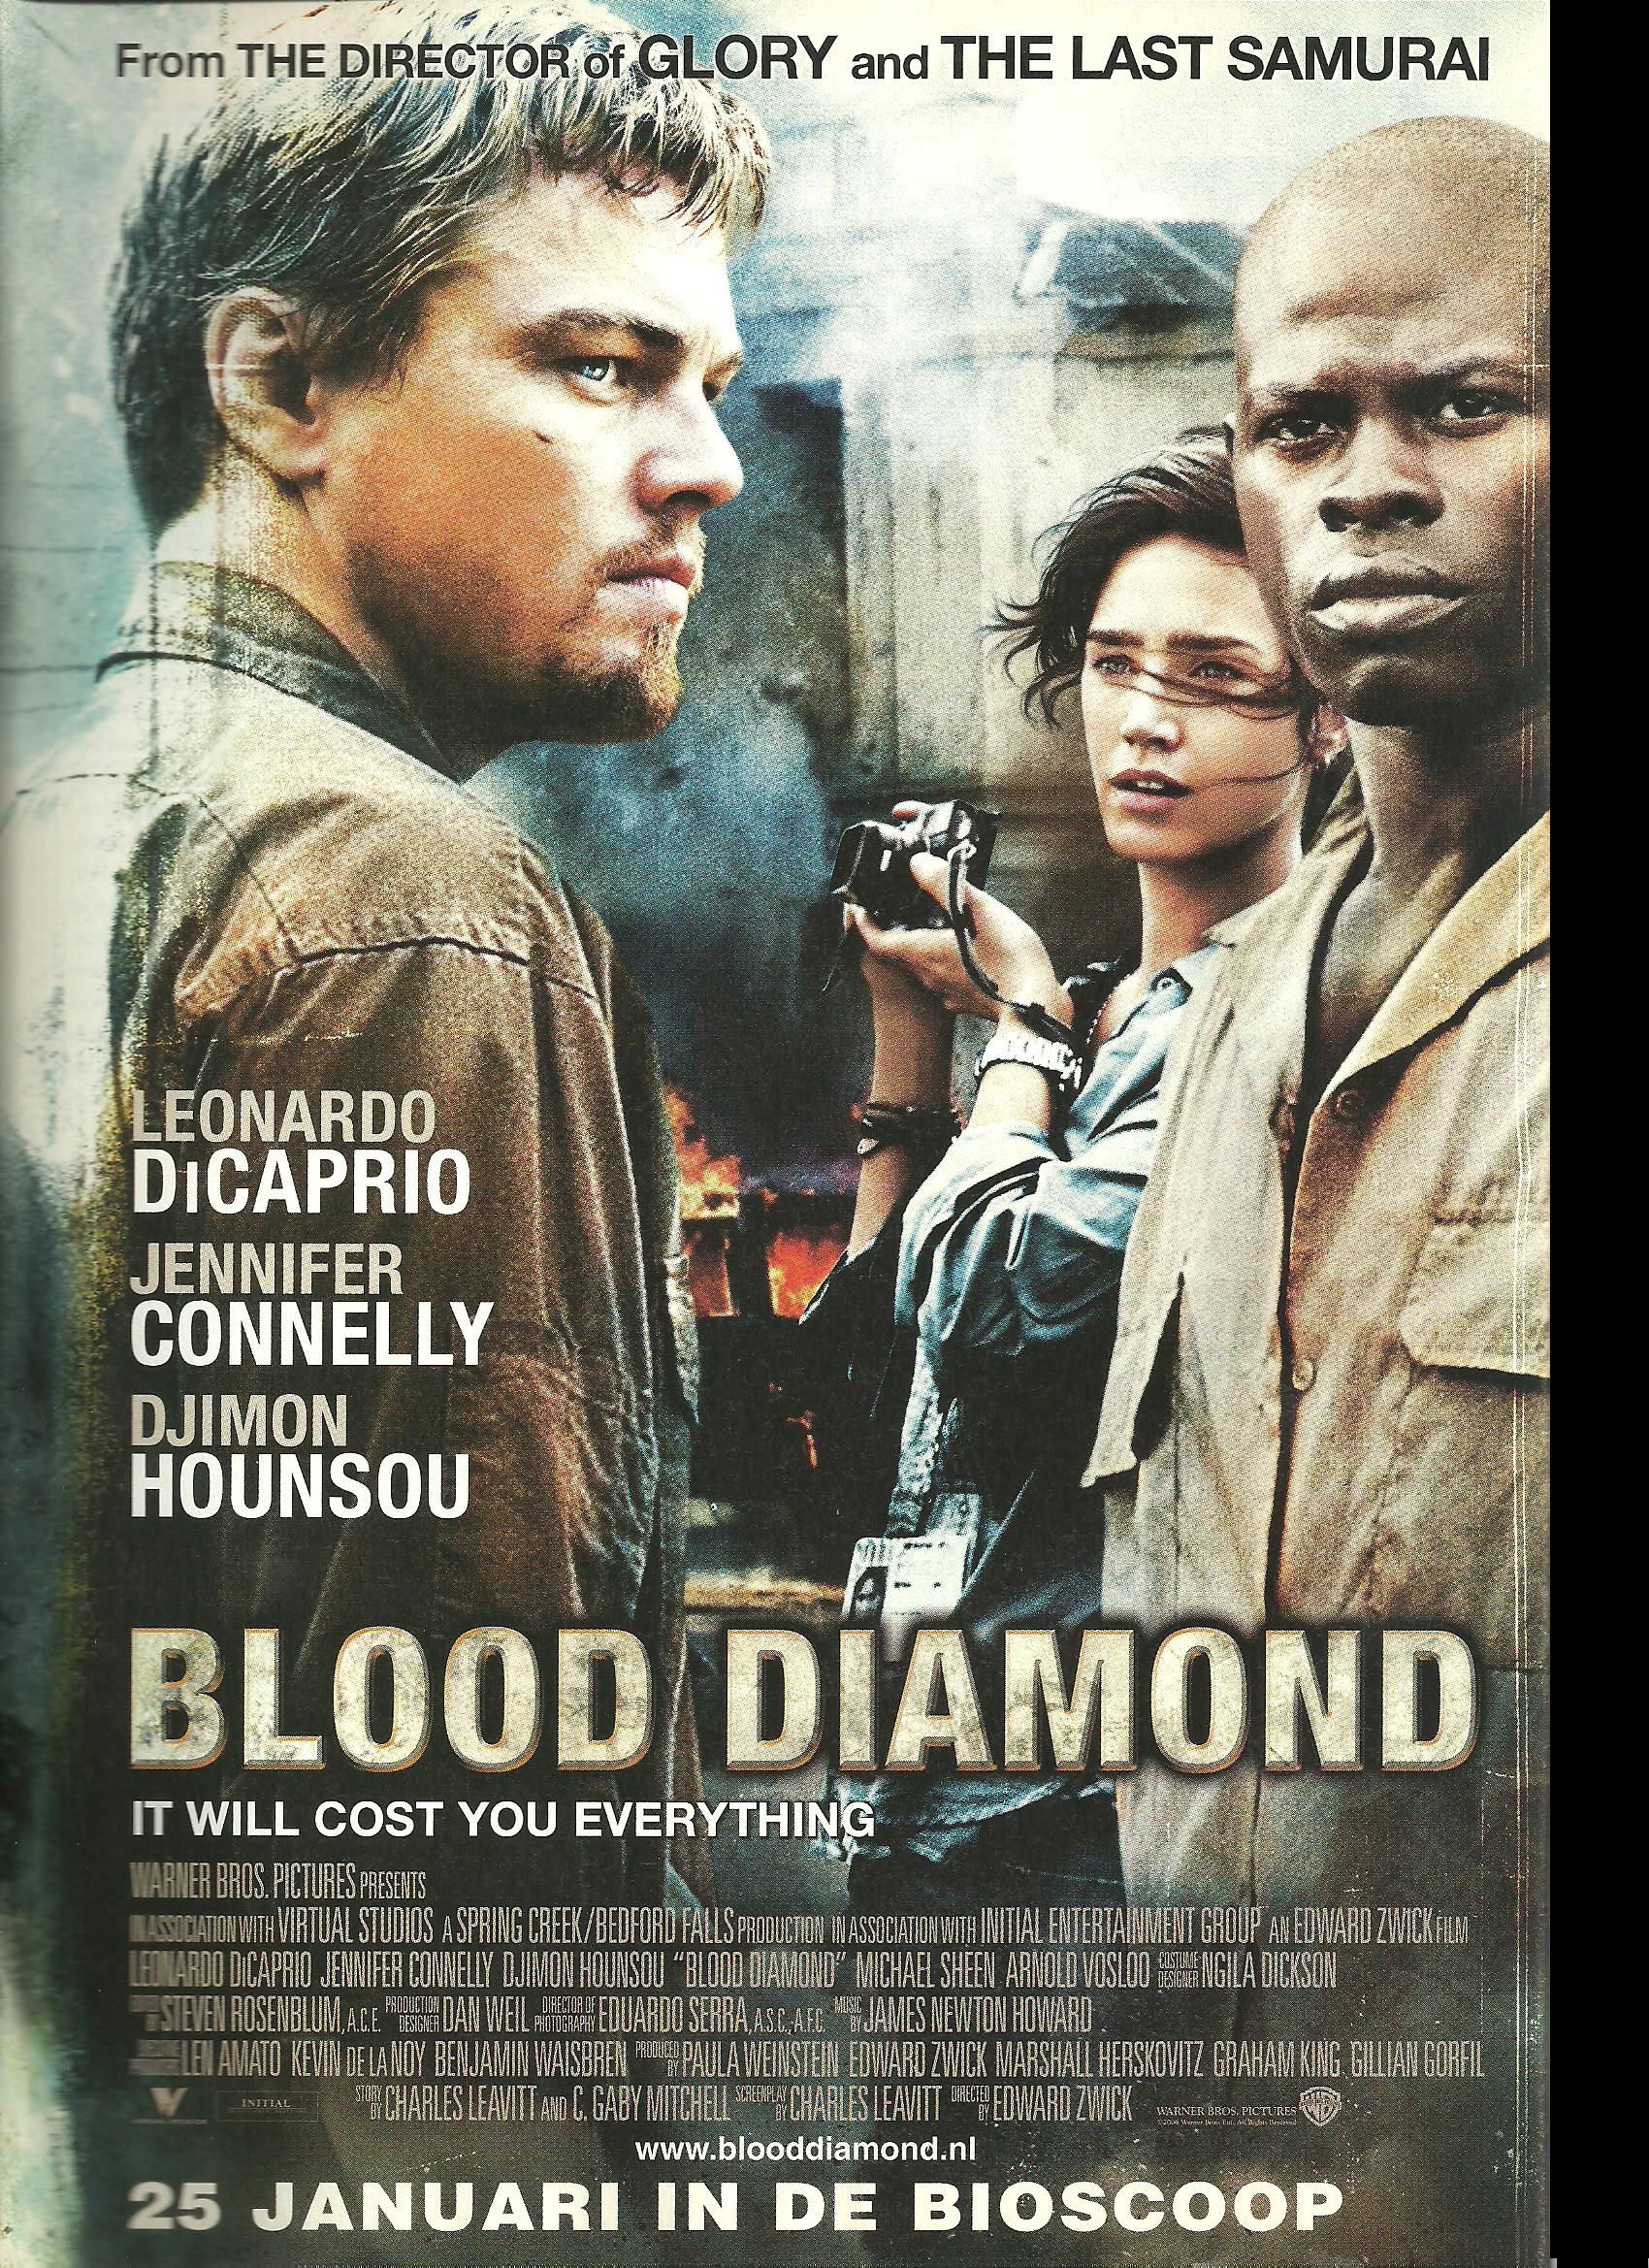 From THE DIRECTOR of GLORY and THE LAST SAMURAI
LEONARDO
DiCAPRIO
JENNIFER
CONNELLY
DJIMON
HOUNSOU
BLOOD DIAMOND
IT WILL COST YOU EVERYTHING
WARNER BROS. PICTURES PRESENTS
IN ASSOCIATION WITH VIRTUAL STUDIOS A SPRING CREEK/BEDFORD FALLS PRODUCTION IN ASSOCIATION WITH INITIAL ENTERTAINMENT GROUP AN EDWARD ZWICK FILM
LEONARDO DiCAPRIO JENNIFER CONNELLY DJIMON HOUNSOU "BLOOD DIAMOND" MICHAEL SHEEN ARNOLD VOSLOO COSTUME DESIGNER NGILA DICKSON
STEVEN ROSENBLUM, A.C.E. PRODUCTION DESIGNER DAN WEIL DIRECTOR OF PHOTOGRAPHY EDUARDO SERRA, A.S.C., A.F.C. MUSIC BY JAMES NEWTON HOWARD
LEN AMATO KEVIN DE LA NOY BENJAMIN WAISBREN PRODUCED BY PAULA WEINSTEIN EDWARD ZWICK MARSHALL HERSKOVITZ GRAHAM KING GILLIAN GORFIL
INITIAL STORY BY CHARLES LEAVITT AND C. GABY MITCHELL SCREENPLAY BY CHARLES LEAVITT DIRECTED BY EDWARD ZWICK WARNER BROS. PICTURES
www.blooddiamond.nl
25 JANUARI IN DE BIOSCOOP